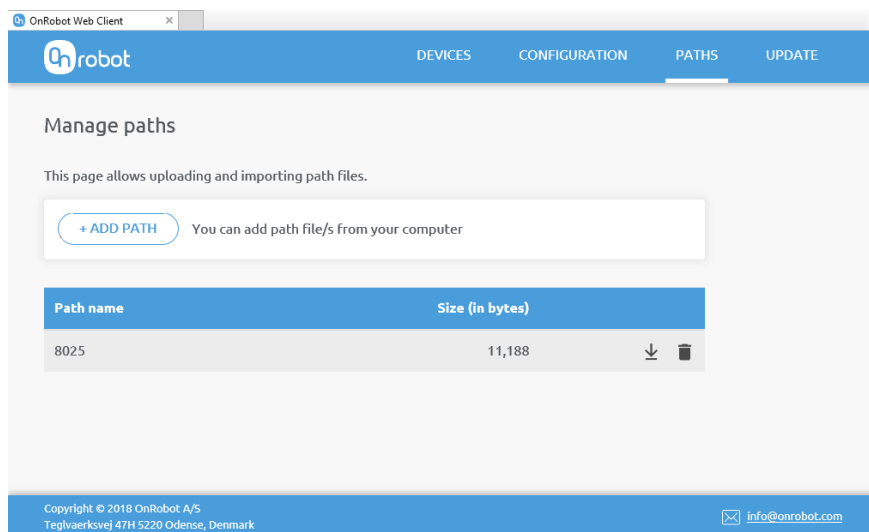 OnRobot Web Client
On robot DEVICES CONFIGURATION PATHS UPDATE
Manage paths
This page allows uploading and importing path files.
+ ADD PATH You can add path file/s from your computer
Path name Size (in bytes)
8025 11,188
Copyright © 2018 OnRobot A/S
Teglvaerksvej 47H 5220 Odense, Denmark
info@onrobot.com